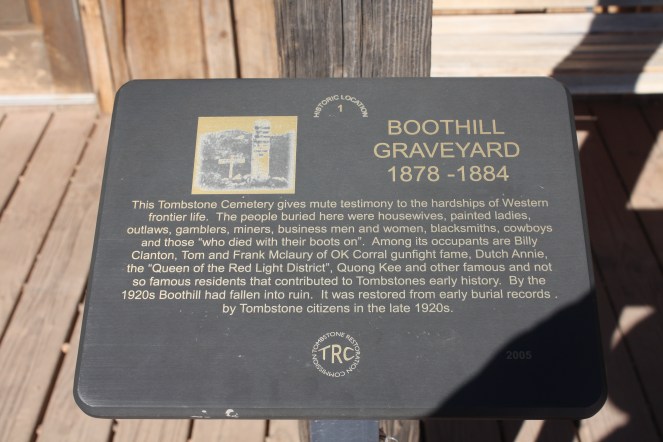 HISTORIC LOCATION
1
BOOTHILL
GRAVEYARD
1878 -1884
This Tombstone Cemetery gives mute testimony to the hardships of Western
frontier life. The people buried here were housewives, painted ladies,
outlaws, gamblers, miners, business men and women, blacksmiths, cowboys
and those “who died with their boots on”. Among its occupants are Billy
Clanton, Tom and Frank Mclaury of OK Corral gunfight fame, Dutch Annie,
the “Queen of the Red Light District”, Quong Kee and other famous and not
so famous residents that contributed to Tombstones early history. By the
1920s Boothill had fallen into ruin. It was restored from early burial records .
by Tombstone citizens in the late 1920s.
TOMBSTONE RESTORATION COMMISSION
TRC
2005